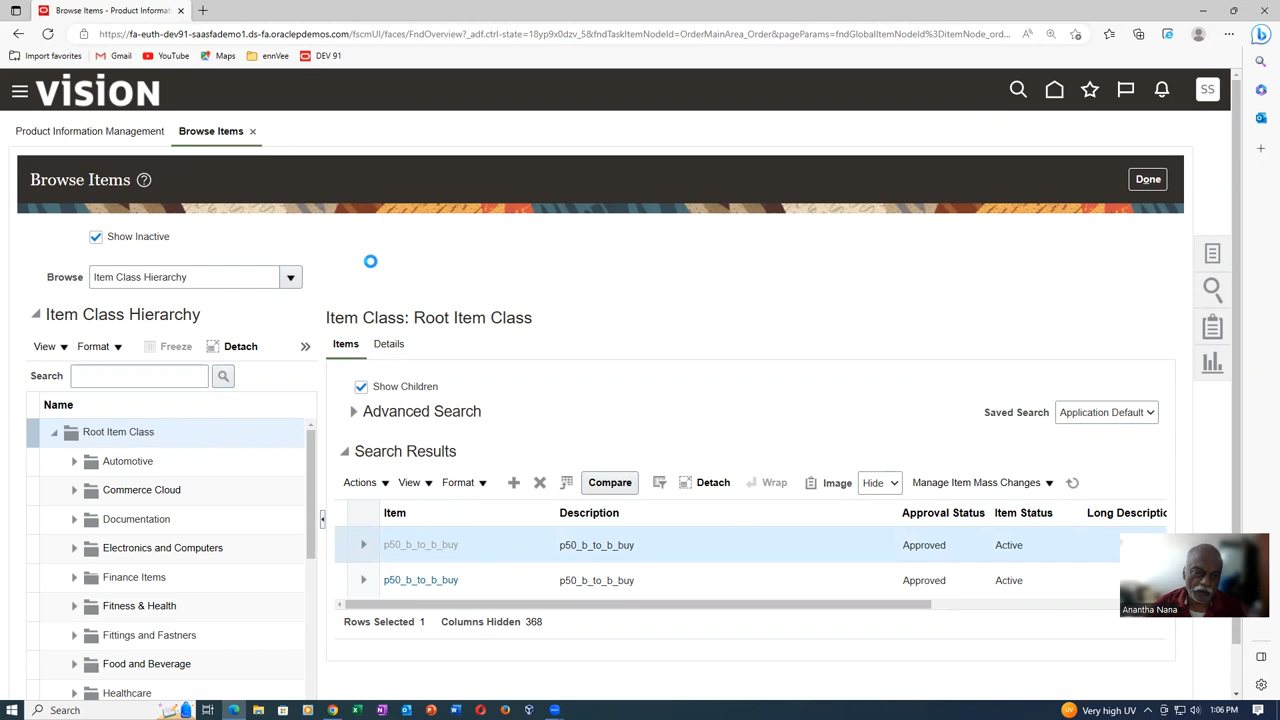 Browse Items - Product Informati
https://fa-euth-dev91-saasfademo1.ds-fa.oraclepdemos.com/fscmUI/faces/FndOverview?_adf.ctrl-state=18yp9x0dzv_5&fndTaskItemNodeId=OrderMainArea_Order&pageParams=fndGlobalItemNodeId%3DitemNode_ord...
Import favorites Gmail YouTube Maps ennVee DEV 91
VISION
SS
Product Information Management Browse Items
Browse Items
Done
Show Inactive
Browse Item Class Hierarchy
Item Class Hierarchy
View Format Freeze Detach
Search
Name
Root Item Class
Automotive
Commerce Cloud
Documentation
Electronics and Computers
Finance Items
Fitness & Health
Fittings and Fastners
Food and Beverage
Healthcare
Item Class: Root Item Class
Items Details
Show Children
Advanced Search
Saved Search Application Default
Search Results
Actions View Format Compare Detach Wrap Image Hide Manage Item Mass Changes
Item Description Approval Status Item Status Long Descriptio
p50_b_to_b_buy p50_b_to_b_buy Approved Active
p50_b_to_b_buy p50_b_to_b_buy Approved Active
Rows Selected 1 Columns Hidden 368
Anantha Nana
Search
Very high UV 1:06 PM